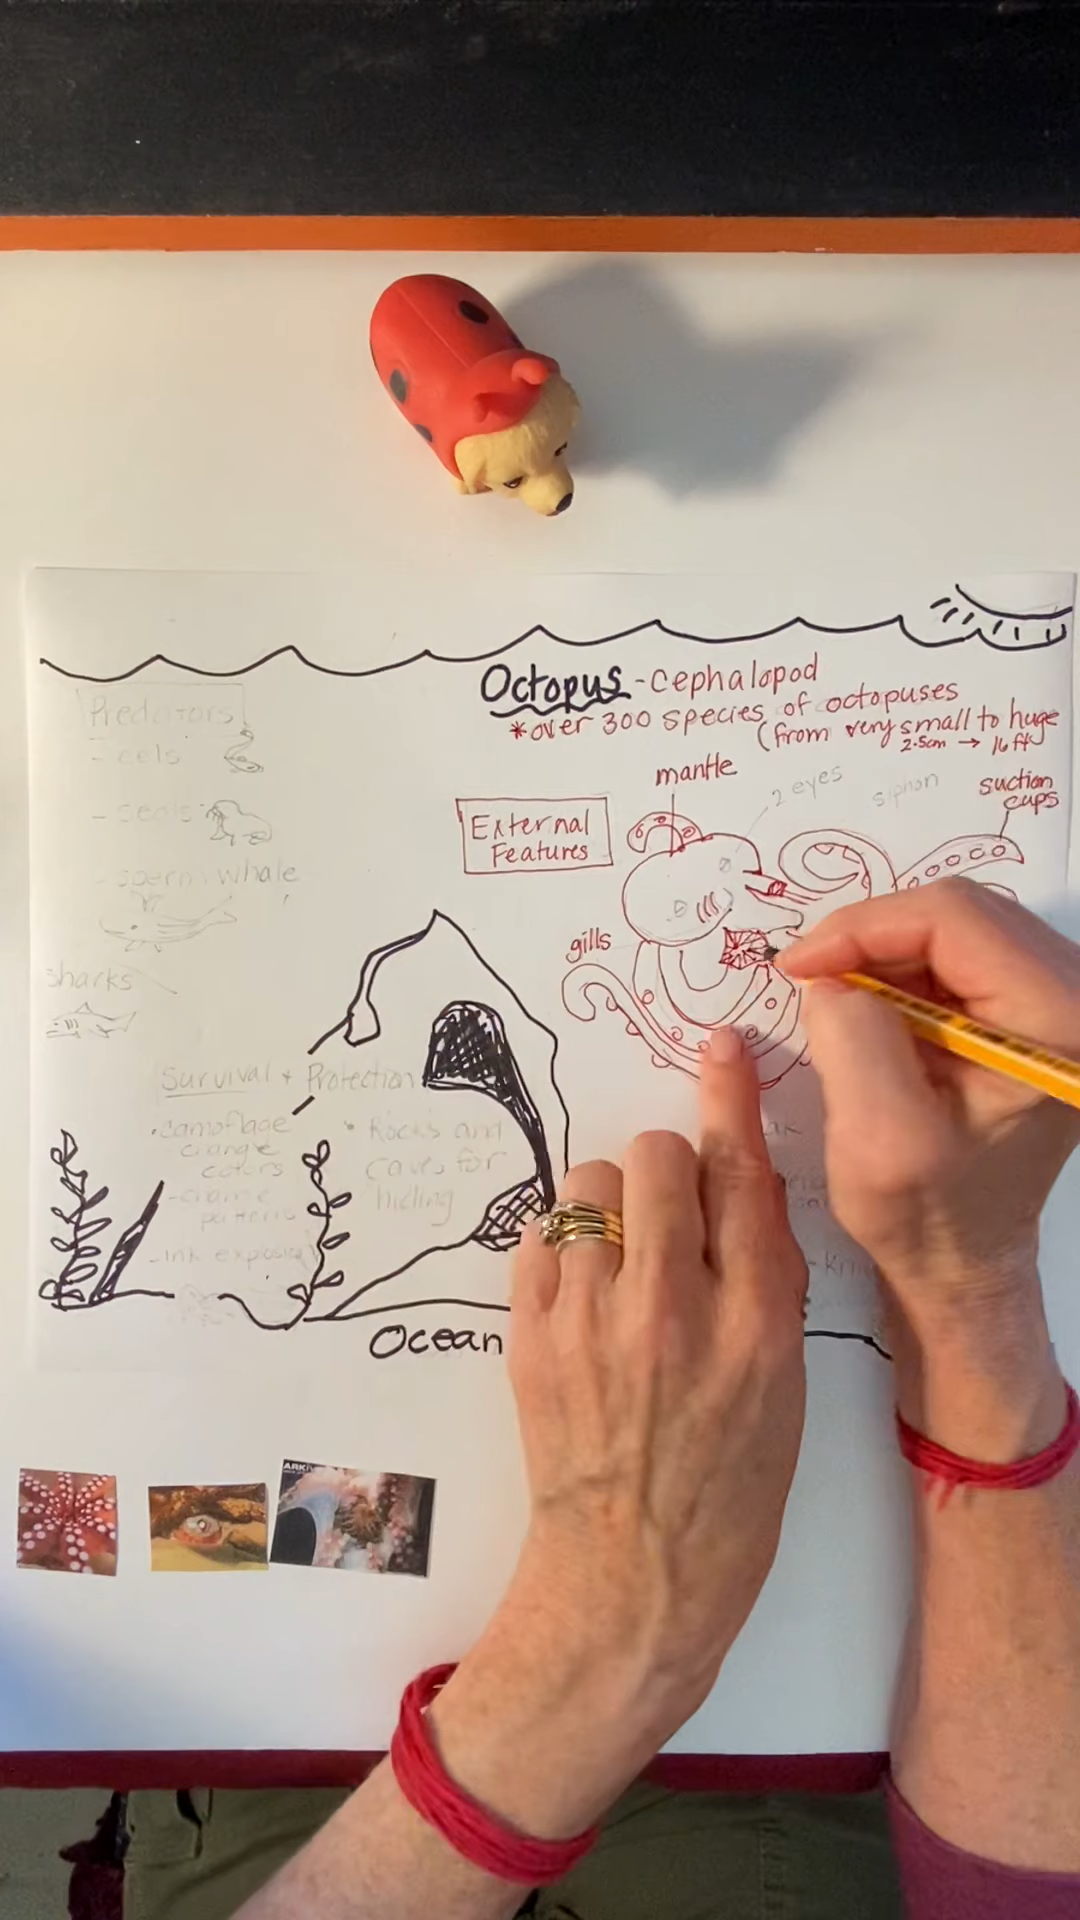 Octopus - cephalopod
*over 300 species of octopuses
(from very small to huge
2.5cm → 16ft
Predators
- eels
- seals
- sperm whale
sharks
External
Features
mantle
2 eyes
siphon
suction
cups
gills
Survival + Protection
• camoflage
- change
colors
- change
patterns
- ink explosion
• Rocks and
caves for
hiding
Ocean
ARKive